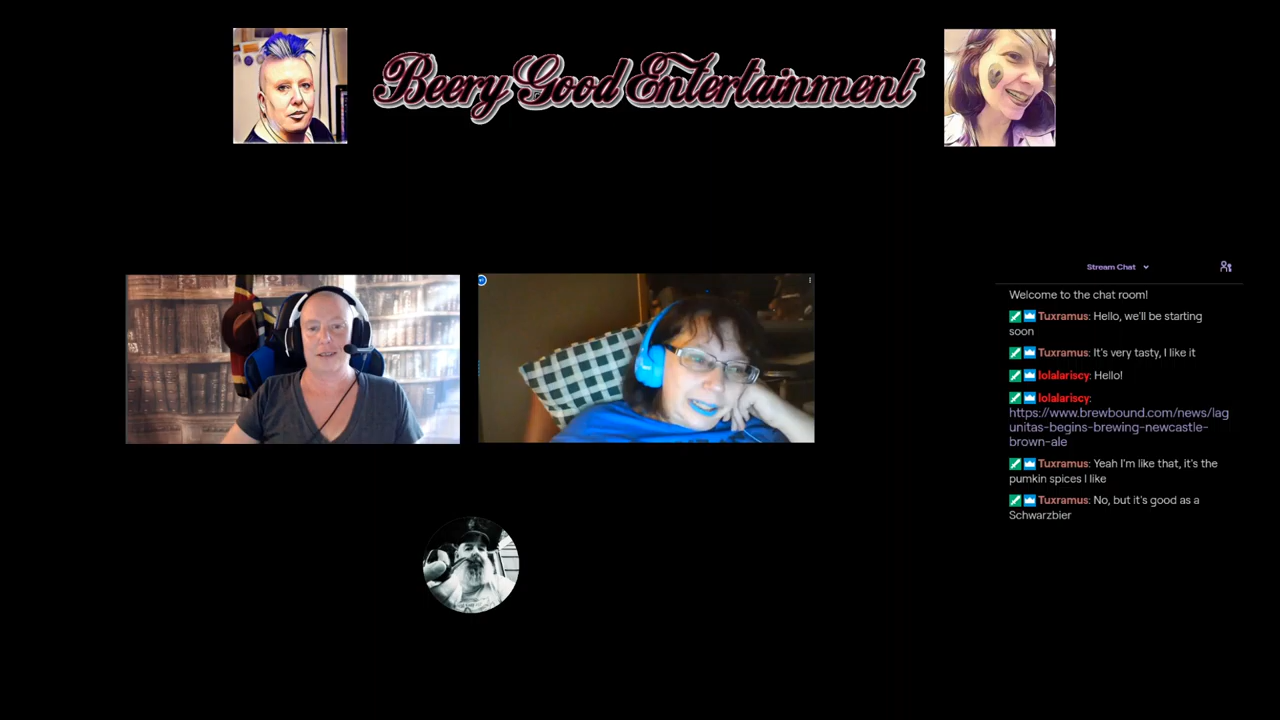 Beery Good Entertainment
Stream Chat
Welcome to the chat room!
Tuxramus: Hello, we'll be starting
soon
Tuxramus: It's very tasty, I like it
lolalariscy: Hello!
lolalariscy:
https://www.brewbound.com/news/lag
unitas-begins-brewing-newcastle-
brown-ale
Tuxramus: Yeah I'm like that, it's the
pumkin spices I like
Tuxramus: No, but it's good as a
Schwarzbier